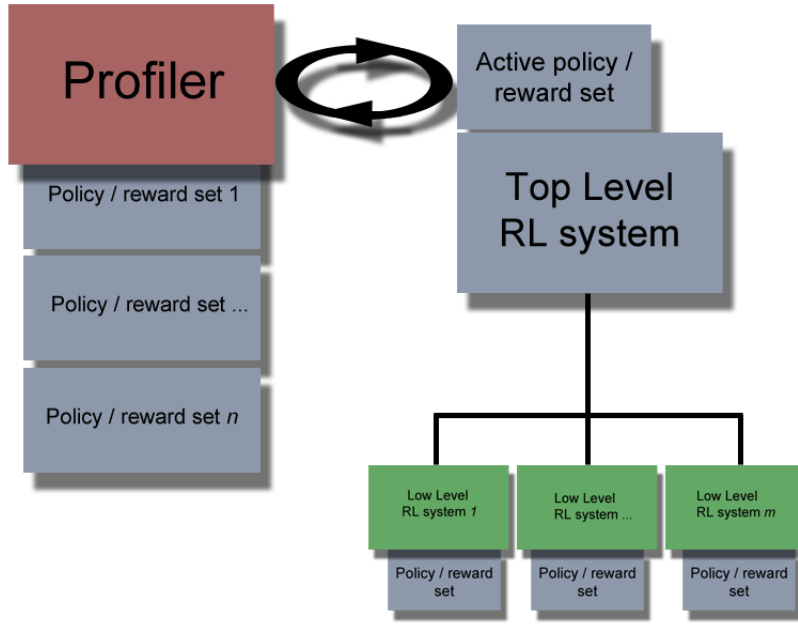 Profiler
Policy / reward set 1
Policy / reward set ...
Policy / reward set n
Active policy /
reward set
Top Level
RL system
Low Level
RL system 1
Policy / reward
set
Low Level
RL system ...
Policy / reward
set
Low Level
RL system m
Policy / reward
set